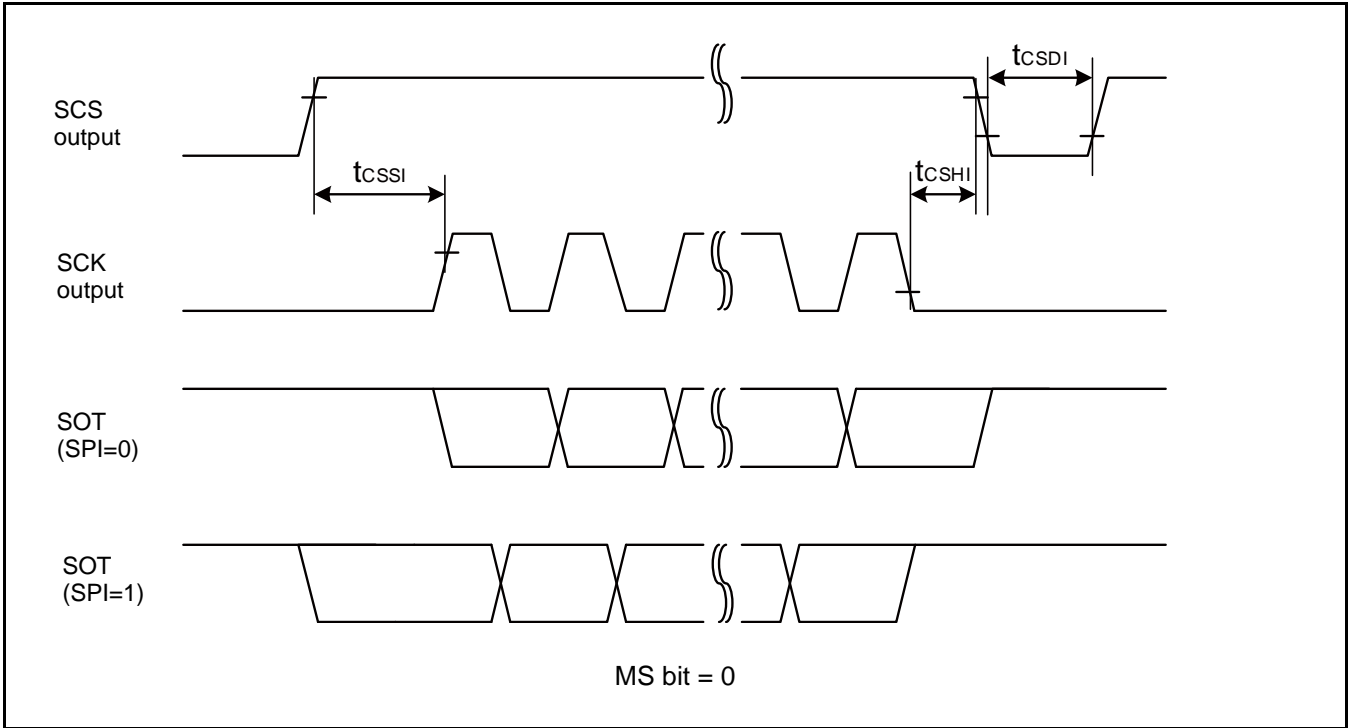 tCSDI
SCS
output
tCSSI
tCSHI
SCK
output
SOT
(SPI=0)
SOT
(SPI=1)
MS bit = 0